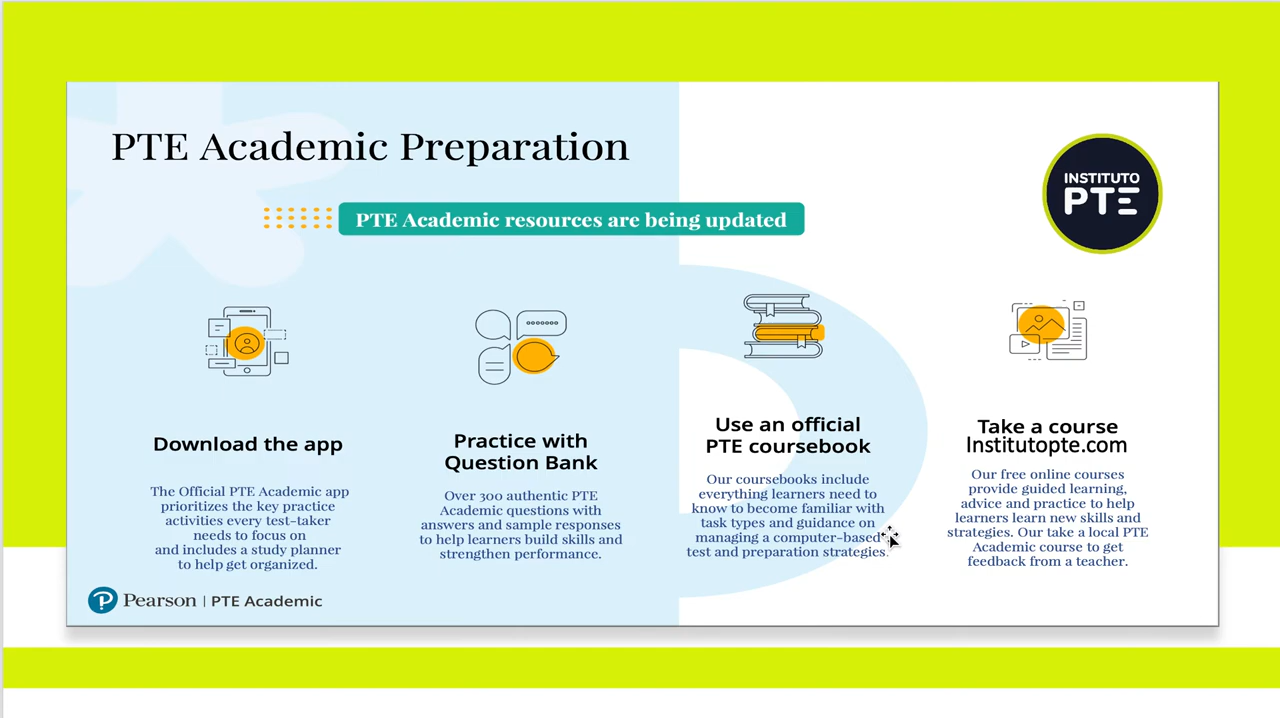 PTE Academic Preparation
INSTITUTO
PTE
PTE Academic resources are being updated
Download the app
The Official PTE Academic app
prioritizes the key practice
activities every test-taker
needs to focus on
and includes a study planner
to help get organized.
Practice with
Question Bank
Over 300 authentic PTE
Academic questions with
answers and sample responses
to help learners build skills and
strengthen performance.
Use an official
PTE coursebook
Our coursebooks include
everything learners need to
know to become familiar with
task types and guidance on
managing a computer-based
test and preparation strategies.
Take a course
Institutopte.com
Our free online courses
provide guided learning,
advice and practice to help
learners learn new skills and
strategies. Our take a local PTE
Academic course to get
feedback from a teacher.
Pearson | PTE Academic